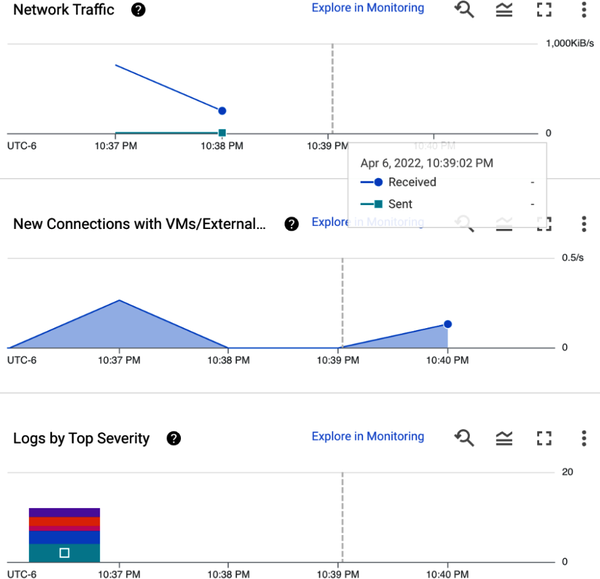 Network Traffic ? Explore in Monitoring
1,000KiB/s
0
UTC-6 10:37 PM 10:38 PM 10:39 PM 10:40 PM
Apr 6, 2022, 10:39:02 PM
Received -
Sent -
New Connections with VMs/External... ? Explore in Monitoring
0.5/s
0
UTC-6 10:37 PM 10:38 PM 10:39 PM 10:40 PM
Logs by Top Severity ? Explore in Monitoring
20
0
UTC-6 10:37 PM 10:38 PM 10:39 PM 10:40 PM